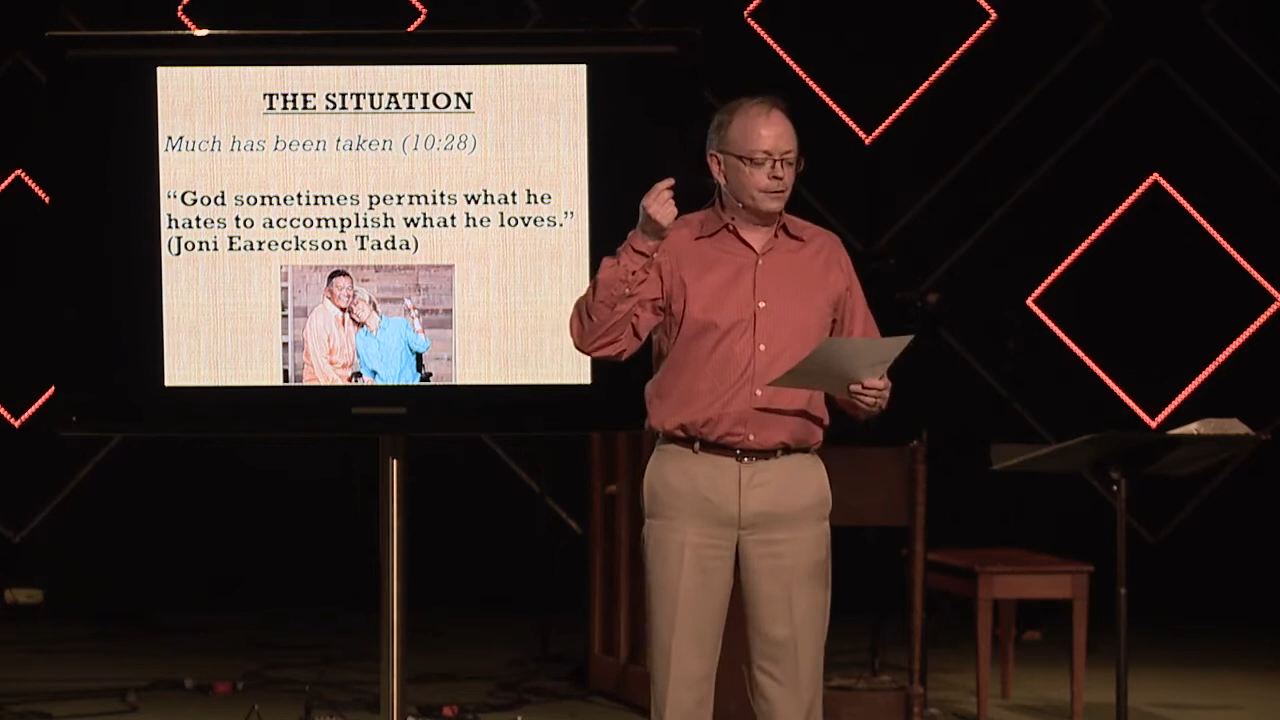 THE SITUATION
Much has been taken (10:28)
“God sometimes permits what he
hates to accomplish what he loves.”
(Joni Eareckson Tada)